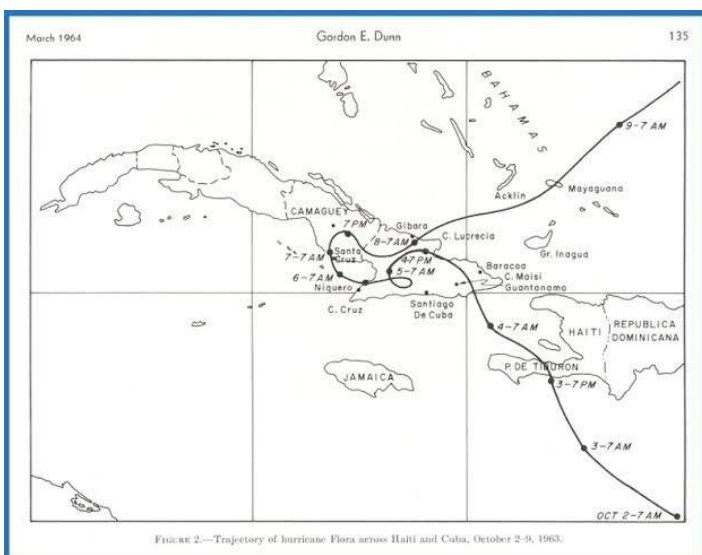 March 1964
Gordon E. Dunn
135
BAHAMAS
9-7 AM
Acklin
Mayaguana
CAMAGUEY
7 PM
Gibara
8-7 AM
C. Lucrecia
Gr. Inagua
7-7 AM
Santa
Cruz
4-7 PM
5-7 AM
Baracoa
6-7 AM
C. Maisi
Niquero
Guantanamo
C. Cruz
Santiago
De Cuba
4-7 AM
HAITI
REPUBLICA
DOMINICANA
P. DE TIBURON
JAMAICA
3-7 PM
3-7 AM
OCT 2-7 AM
FIGURE 2.—Trajectory of hurricane Flora across Haiti and Cuba, October 2-9, 1963.